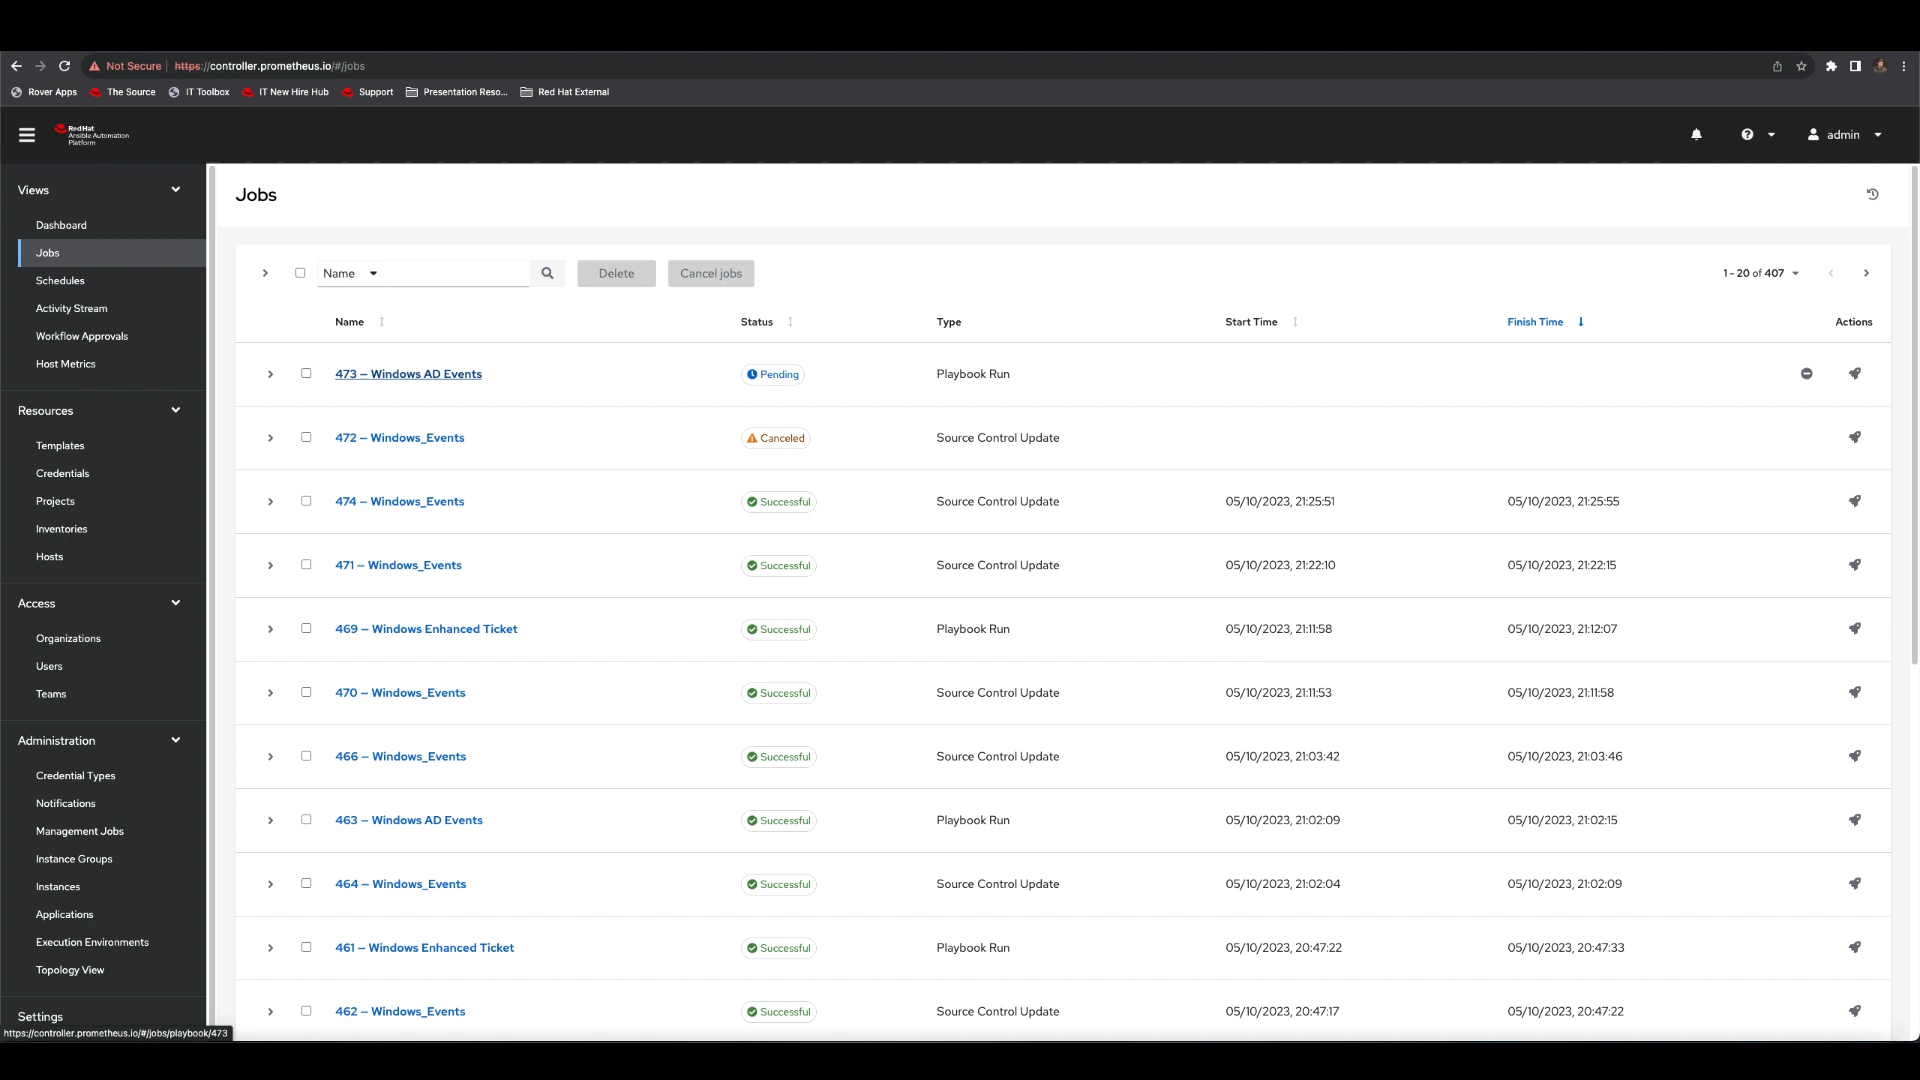 Not Secure | https://controller.prometheus.io/#/jobs
Rover Apps The Source IT Toolbox IT New Hire Hub Support Presentation Reso... Red Hat External
Red Hat
Ansible Automation
Platform
admin
Views
Dashboard
Jobs
Schedules
Activity Stream
Workflow Approvals
Host Metrics
Resources
Templates
Credentials
Projects
Inventories
Hosts
Access
Organizations
Users
Teams
Administration
Credential Types
Notifications
Management Jobs
Instance Groups
Instances
Applications
Execution Environments
Topology View
Settings
https://controller.prometheus.io/#/jobs/playbook/473
Jobs
Name Delete Cancel jobs 1 - 20 of 407
Name Status Type Start Time Finish Time Actions
473 – Windows AD Events Pending Playbook Run
472 – Windows_Events Canceled Source Control Update
474 – Windows_Events Successful Source Control Update 05/10/2023, 21:25:51 05/10/2023, 21:25:55
471 – Windows_Events Successful Source Control Update 05/10/2023, 21:22:10 05/10/2023, 21:22:15
469 – Windows Enhanced Ticket Successful Playbook Run 05/10/2023, 21:11:58 05/10/2023, 21:12:07
470 – Windows_Events Successful Source Control Update 05/10/2023, 21:11:53 05/10/2023, 21:11:58
466 – Windows_Events Successful Source Control Update 05/10/2023, 21:03:42 05/10/2023, 21:03:46
463 – Windows AD Events Successful Playbook Run 05/10/2023, 21:02:09 05/10/2023, 21:02:15
464 – Windows_Events Successful Source Control Update 05/10/2023, 21:02:04 05/10/2023, 21:02:09
461 – Windows Enhanced Ticket Successful Playbook Run 05/10/2023, 20:47:22 05/10/2023, 20:47:33
462 – Windows_Events Successful Source Control Update 05/10/2023, 20:47:17 05/10/2023, 20:47:22